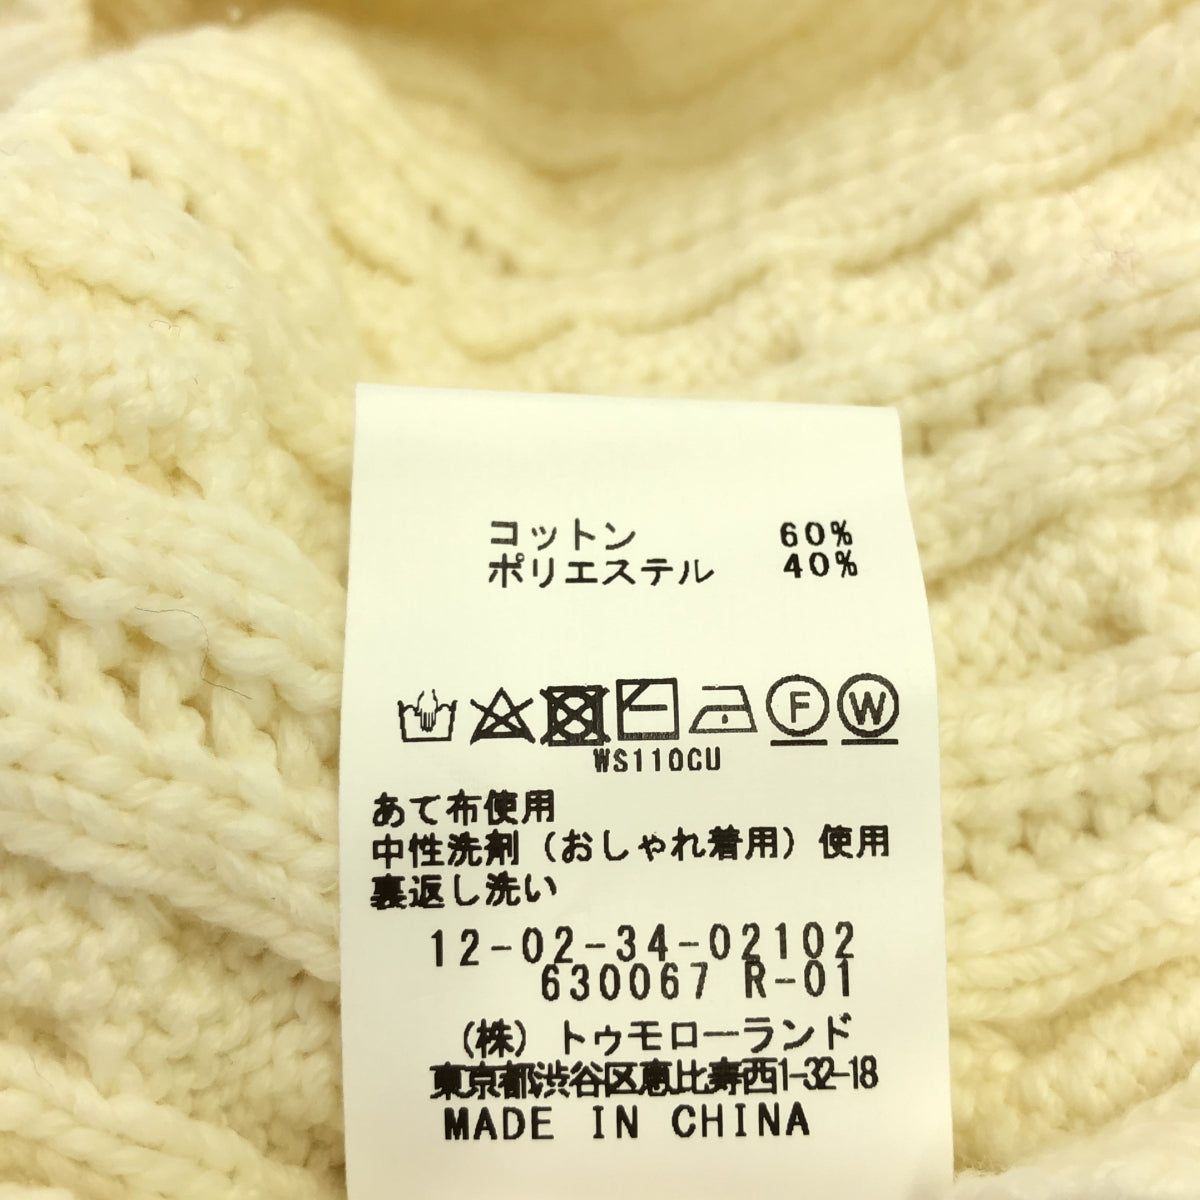 コットン 60%
ポリエステル 40%
F W
WS110CU
あて布使用
中性洗剤(おしゃれ着用)使用
裏返し洗い
12-02-34-02102
630067 R-01
(株)トゥモローランド
東京都渋谷区恵比寿西1-32-18
MADE IN CHINA